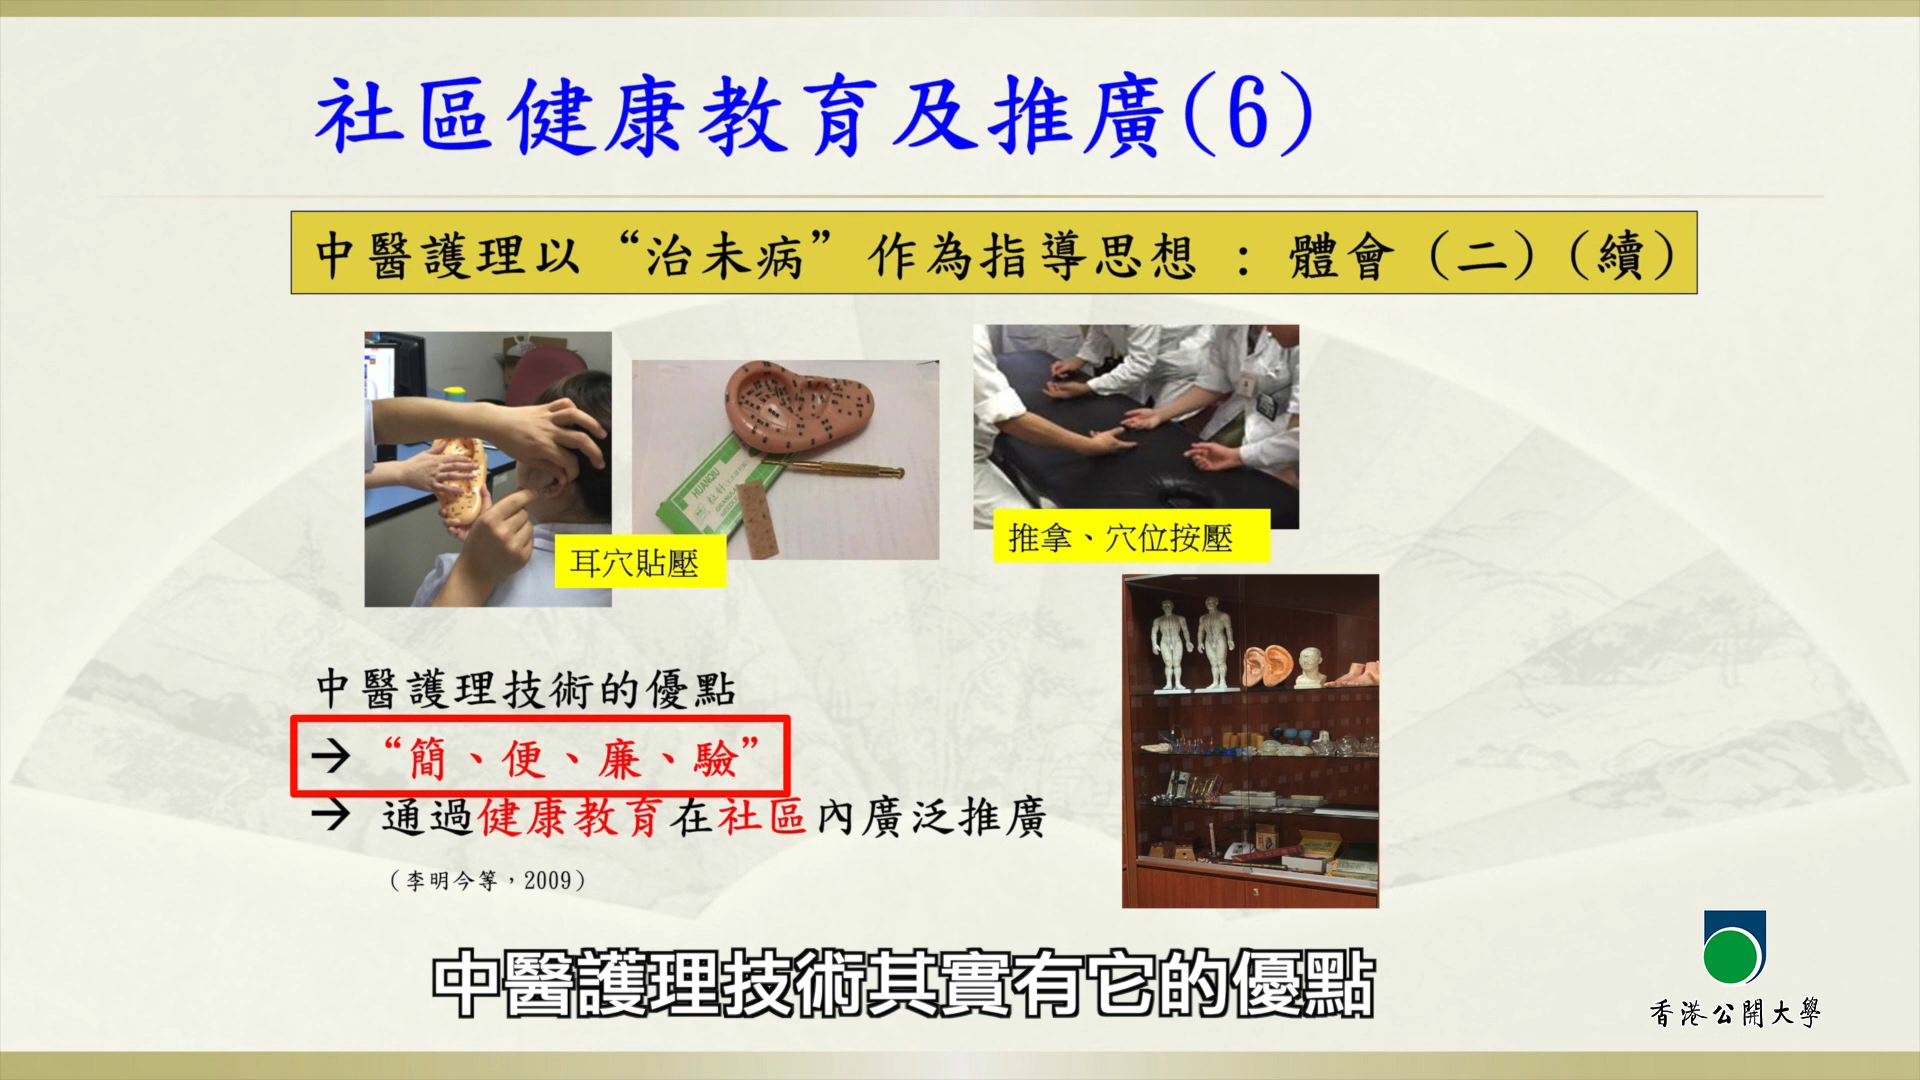 社區健康教育及推廣(6)
中醫護理以“治未病”作為指導思想 : 體會 (二) (續)
HUANQIU
耳穴貼壓
推拿、穴位按壓
中醫護理技術的優點
→ “簡、便、廉、驗”
→ 通過健康教育在社區內廣泛推廣
(李明今等,2009)
中醫護理技術其實有它的優點
香港公開大學